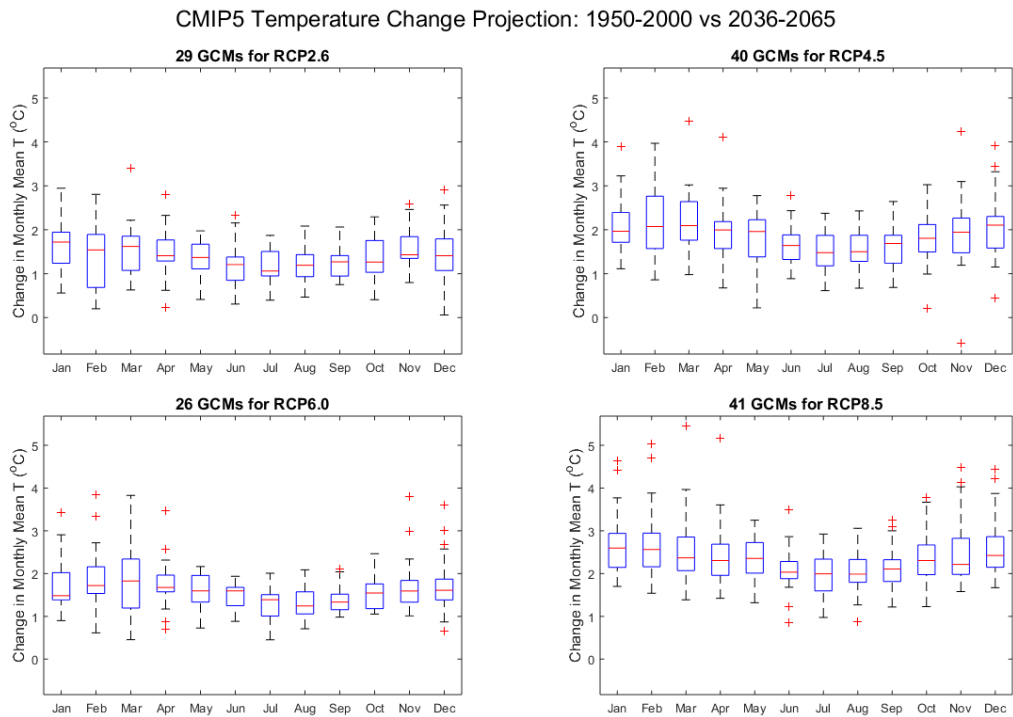 CMIP5 Temperature Change Projection: 1950-2000 vs 2036-2065
29 GCMs for RCP2.6
Change in Monthly Mean T (°C)
5
4
3
2
1
0
Jan Feb Mar Apr May Jun Jul Aug Sep Oct Nov Dec
40 GCMs for RCP4.5
Change in Monthly Mean T (°C)
5
4
3
2
1
0
Jan Feb Mar Apr May Jun Jul Aug Sep Oct Nov Dec
26 GCMs for RCP6.0
Change in Monthly Mean T (°C)
5
4
3
2
1
0
Jan Feb Mar Apr May Jun Jul Aug Sep Oct Nov Dec
41 GCMs for RCP8.5
Change in Monthly Mean T (°C)
5
4
3
2
1
0
Jan Feb Mar Apr May Jun Jul Aug Sep Oct Nov Dec